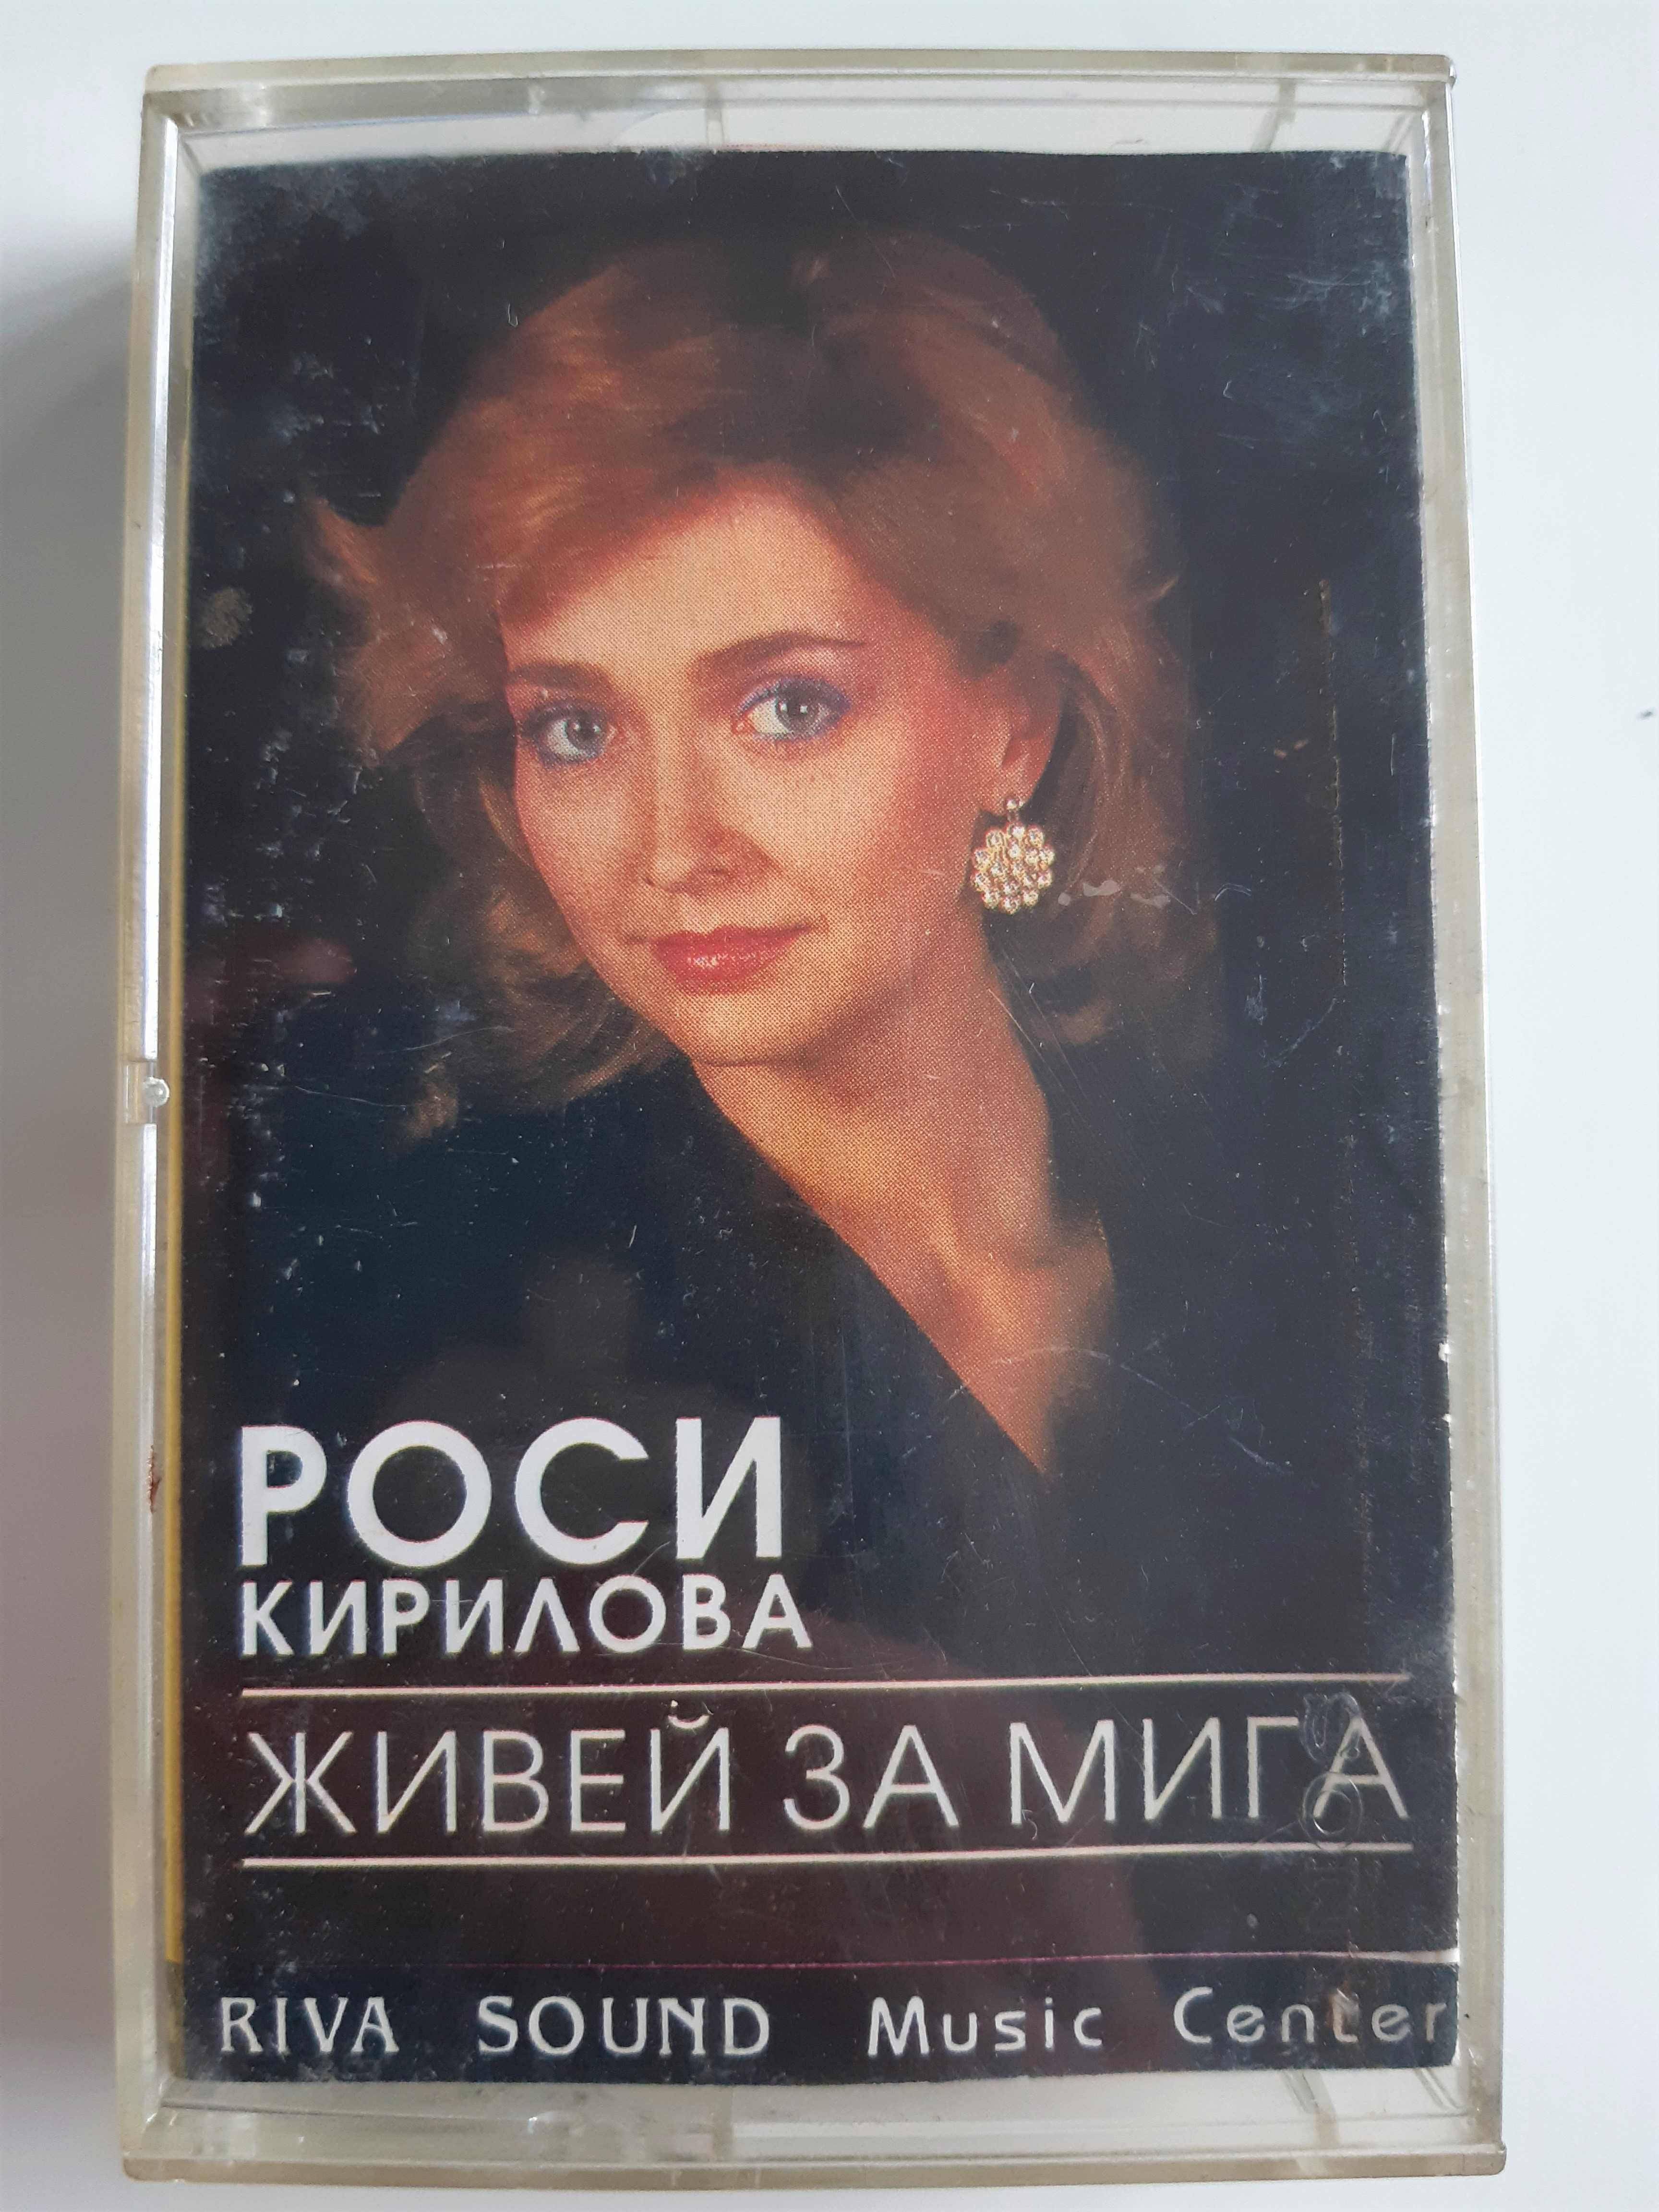 РОСИ
КИРИЛОВА
ЖИВЕЙ ЗА МИГА
RIVA SOUND Music Center